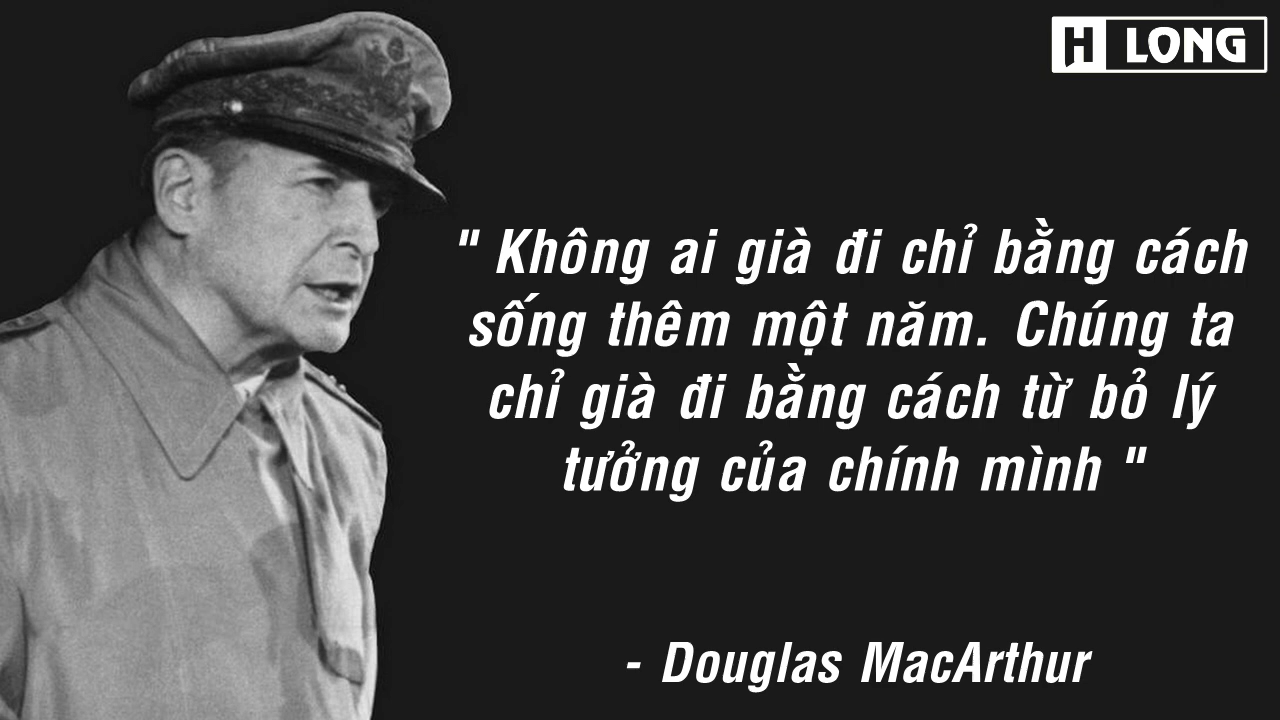 H LONG
" Không ai già đi chỉ bằng cách
sống thêm một năm. Chúng ta
chỉ già đi bằng cách từ bỏ lý
tưởng của chính mình "
- Douglas MacArthur